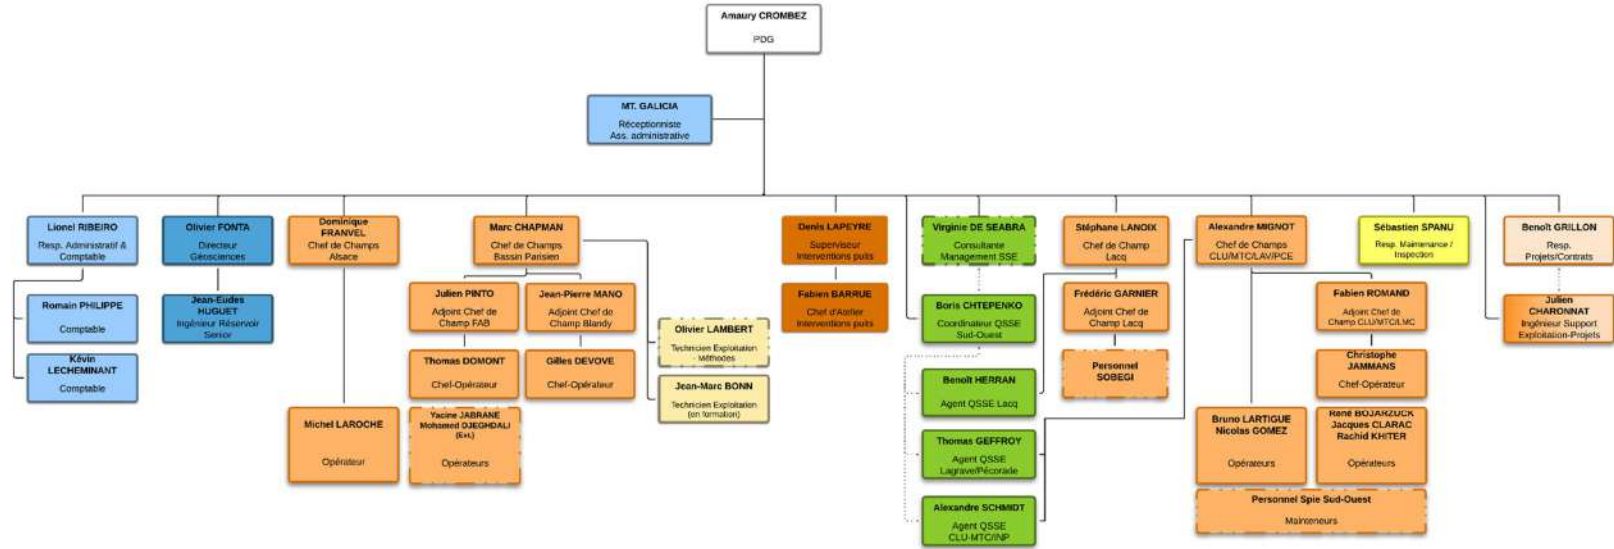 Amaury CROMBEZ
PDG
MT. GALICIA
Réceptionniste
Ass. administrative
Lionel RIBEIRO
Resp. Administratif &
Comptable
Romain PHILIPPE
Comptable
Kévin
LECHEMINANT
Comptable
Olivier FONTA
Directeur
Géosciences
Jean-Eudes
HUGUET
Ingénieur Réservoir
Senior
Dominique
FRANVEL
Chef de Champs
Alsace
Michel LAROCHE
Opérateur
Marc CHAPMAN
Chef de Champs
Bassin Parisien
Julien PINTO
Adjoint Chef de
Champ FAB
Thomas DOMONT
Chef-Opérateur
Yacine JABRANE
Mohamed DJEGHDALI
(Ext.)
Opérateurs
Jean-Pierre MANO
Adjoint Chef de
Champ Blandy
Gilles DEVOVE
Chef-Opérateur
Olivier LAMBERT
Technicien Exploitation
- Méthodes
Jean-Marc BONN
Technicien Exploitation
(en formation)
Denis LAPEYRE
Superviseur
Interventions puits
Fabien BARRUE
Chef d'Atelier
Interventions puits
Virginie DE SEABRA
Consultante
Management SSE
Boris CHTEPENKO
Coordinateur QSSE
Sud-Ouest
Benoît HERRAN
Agent QSSE Lacq
Thomas GEFFROY
Agent QSSE
Lagrave/Pécorade
Alexandre SCHMIDT
Agent QSSE
CLU-MTC/INP
Stéphane LANOIX
Chef de Champ
Lacq
Frédéric GARNIER
Adjoint Chef de
Champ Lacq
Personnel
SOBEGI
Alexandre MIGNOT
Chef de Champs
CLU/MTC/LAV/PCE
Fabien ROMAND
Adjoint Chef de
Champ CLU/MTC/LMC
Christophe
JAMMANS
Chef-Opérateur
Bruno LARTIGUE
Nicolas GOMEZ
Opérateurs
René BOJARZUCK
Jacques CLARAC
Rachid KHITER
Opérateurs
Personnel Spie Sud-Ouest
Mainteneurs
Sébastien SPANU
Resp. Maintenance /
Inspection
Benoît GRILLON
Resp.
Projets/Contrats
Julien
CHARONNAT
Ingénieur Support
Exploitation-Projets